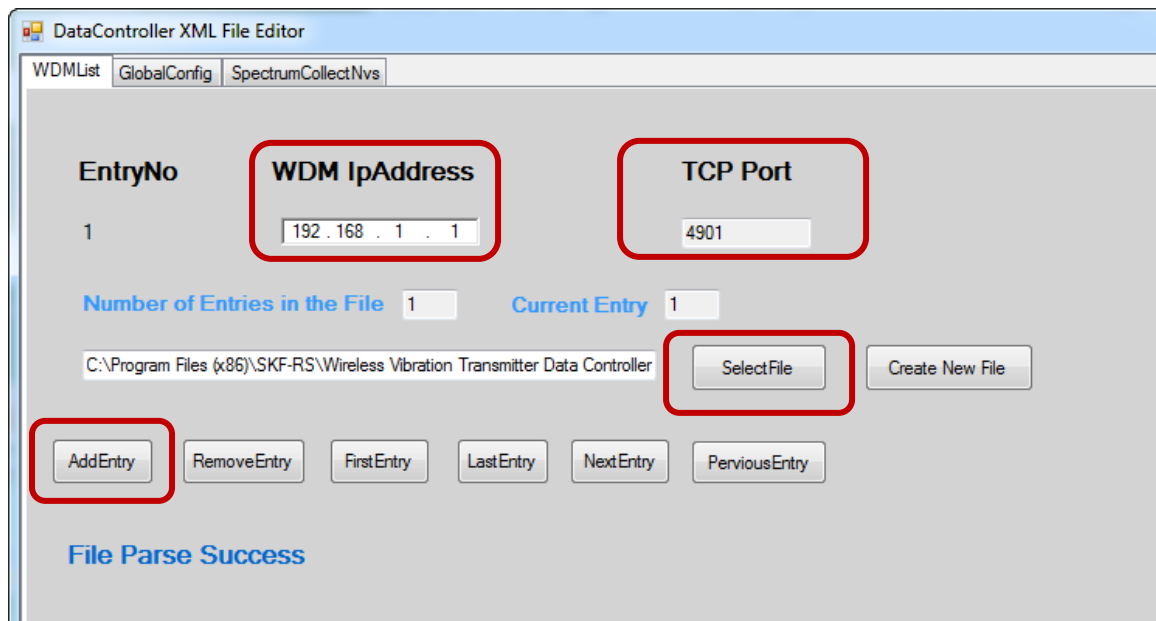 DataController XML File Editor
WDMList GlobalConfig SpectrumCollectNvs
EntryNo WDM IpAddress TCP Port
1 192 . 168 . 1 . 1 4901
Number of Entries in the File 1 Current Entry 1
C:\Program Files (x86)\SKF-RS\Wireless Vibration Transmitter Data Controller SelectFile Create New File
AddEntry RemoveEntry FirstEntry LastEntry NextEntry PerviousEntry
File Parse Success